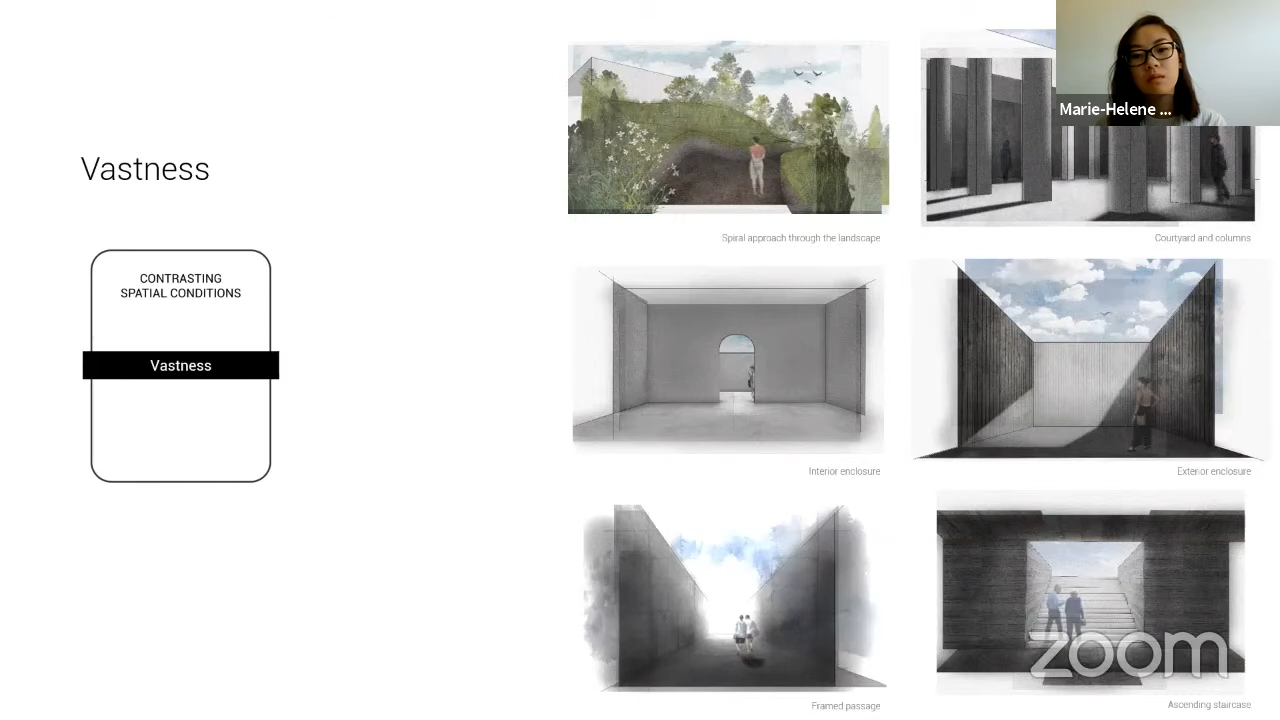 Vastness
CONTRASTING
SPATIAL CONDITIONS
Vastness
Marie-Helene ...
Spiral approach through the landscape
Courtyard and columns
Interior enclosure
Exterior enclosure
Framed passage
Ascending staircase
zoom